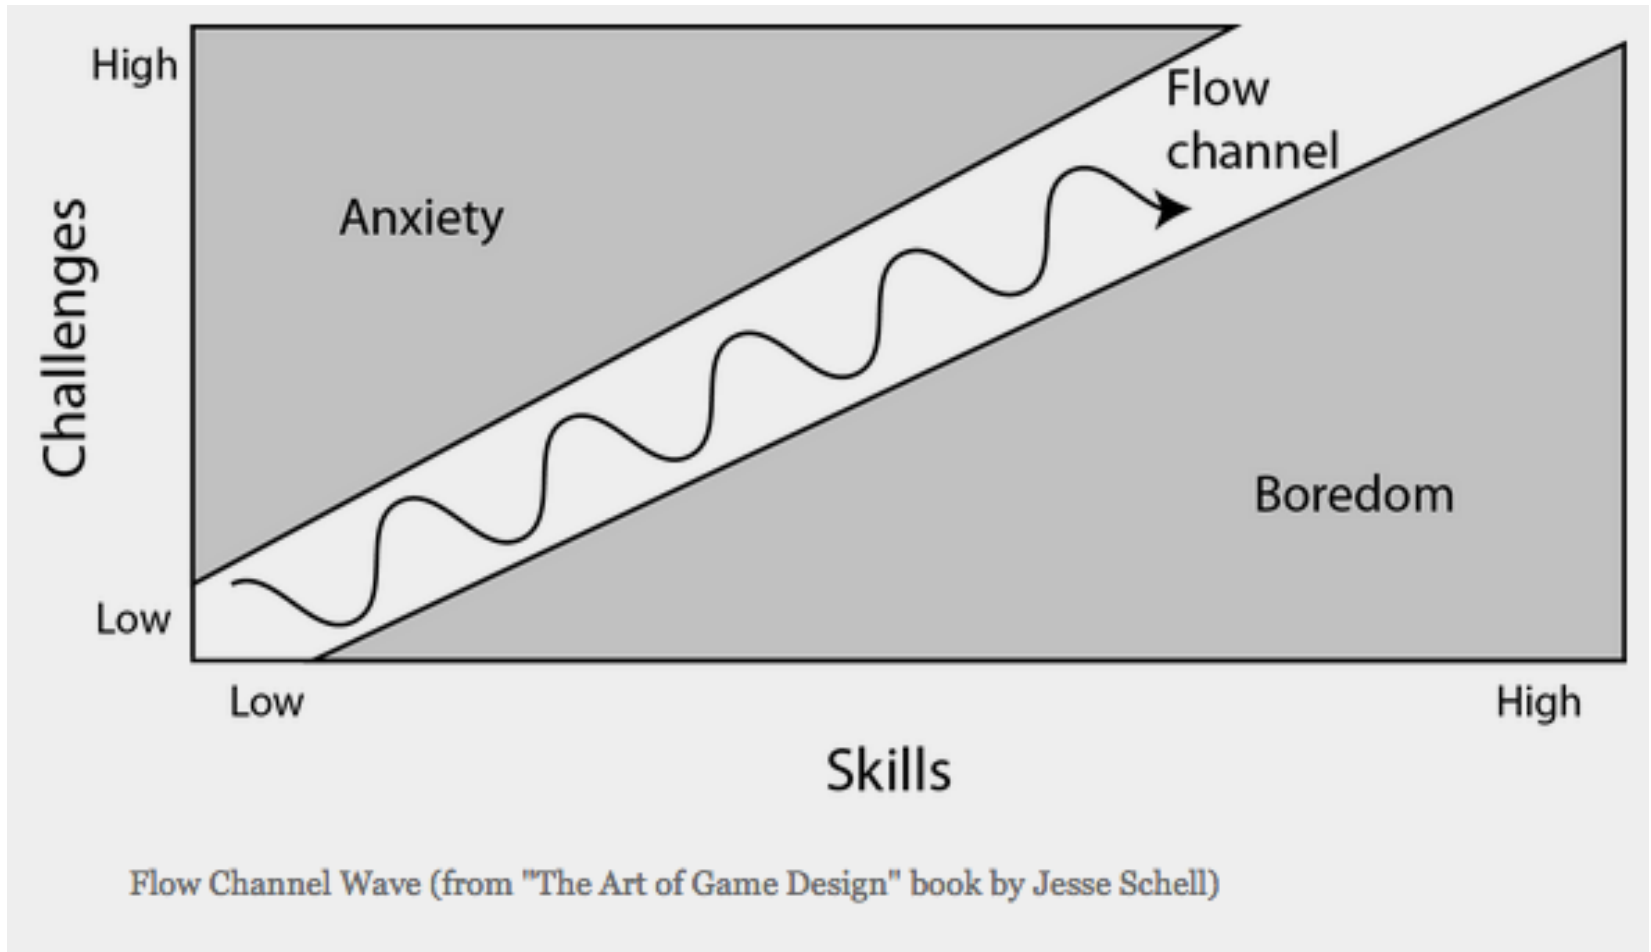 High
Flow
channel
Anxiety
Challenges
Boredom
Low
Low
High
Skills
Flow Channel Wave (from "The Art of Game Design" book by Jesse Schell)